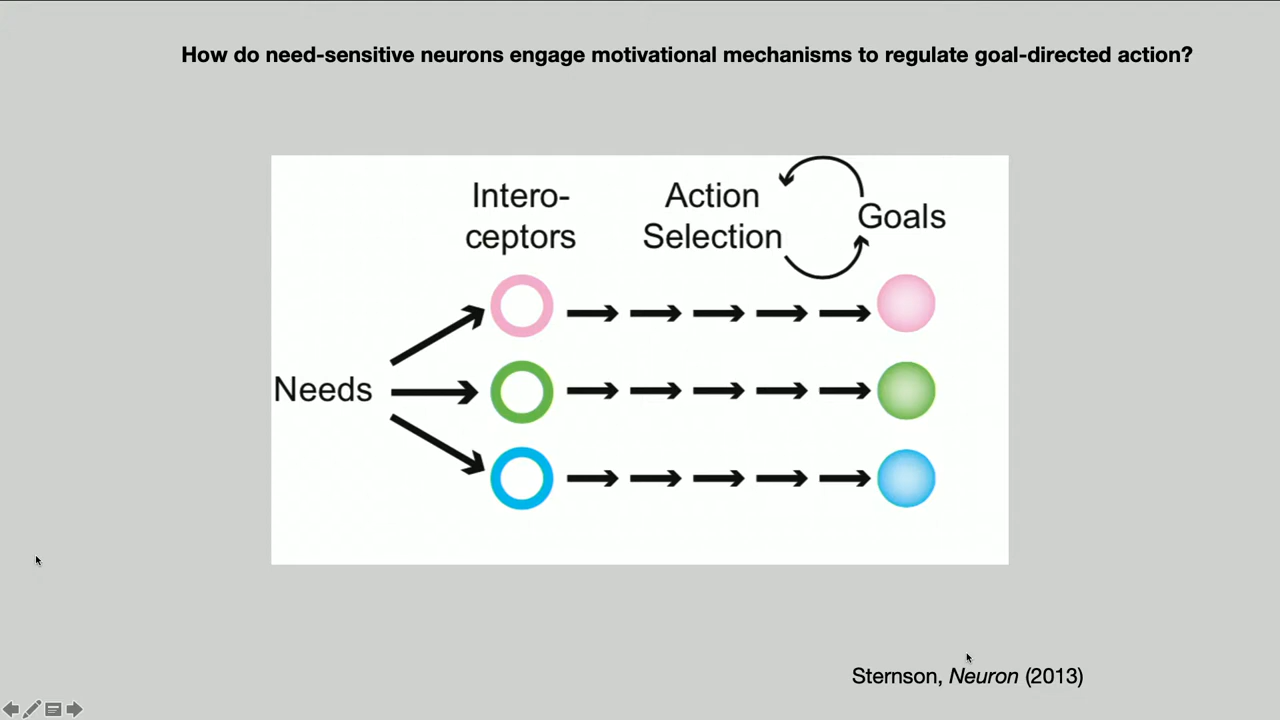 How do need-sensitive neurons engage motivational mechanisms to regulate goal-directed action?
Intero-
ceptors
Action
Selection
Goals
Needs
Sternson, Neuron (2013)